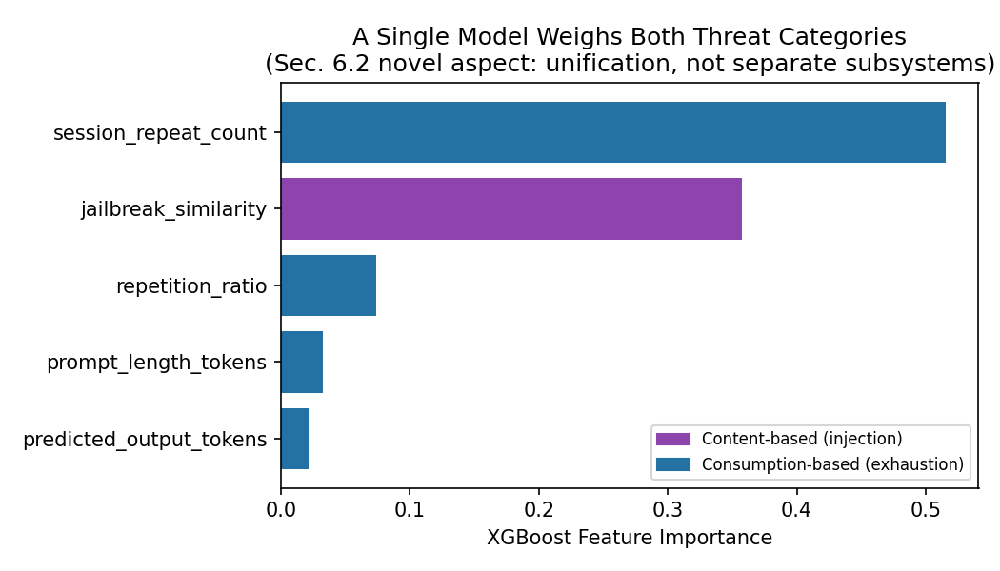 A Single Model Weighs Both Threat Categories
(Sec. 6.2 novel aspect: unification, not separate subsystems)
session_repeat_count
jailbreak_similarity
repetition_ratio
prompt_length_tokens
predicted_output_tokens
Content-based (injection)
Consumption-based (exhaustion)
0.0 0.1 0.2 0.3 0.4 0.5
XGBoost Feature Importance